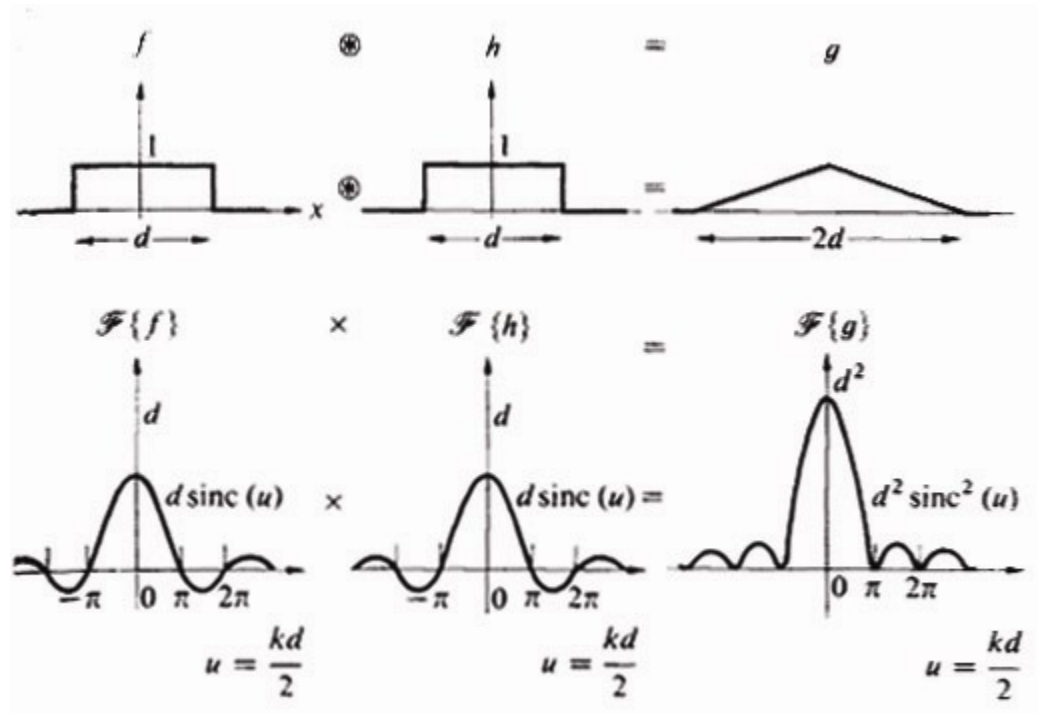 f ⊛ h = g
1 1
x ⊛ =
d d 2d
ℱ{f} × ℱ{h} = ℱ{g}
d d d²
d sinc (u) × d sinc (u) = d² sinc² (u)
−π 0 π 2π −π 0 π 2π 0 π 2π
u = kd/2 u = kd/2 u = kd/2